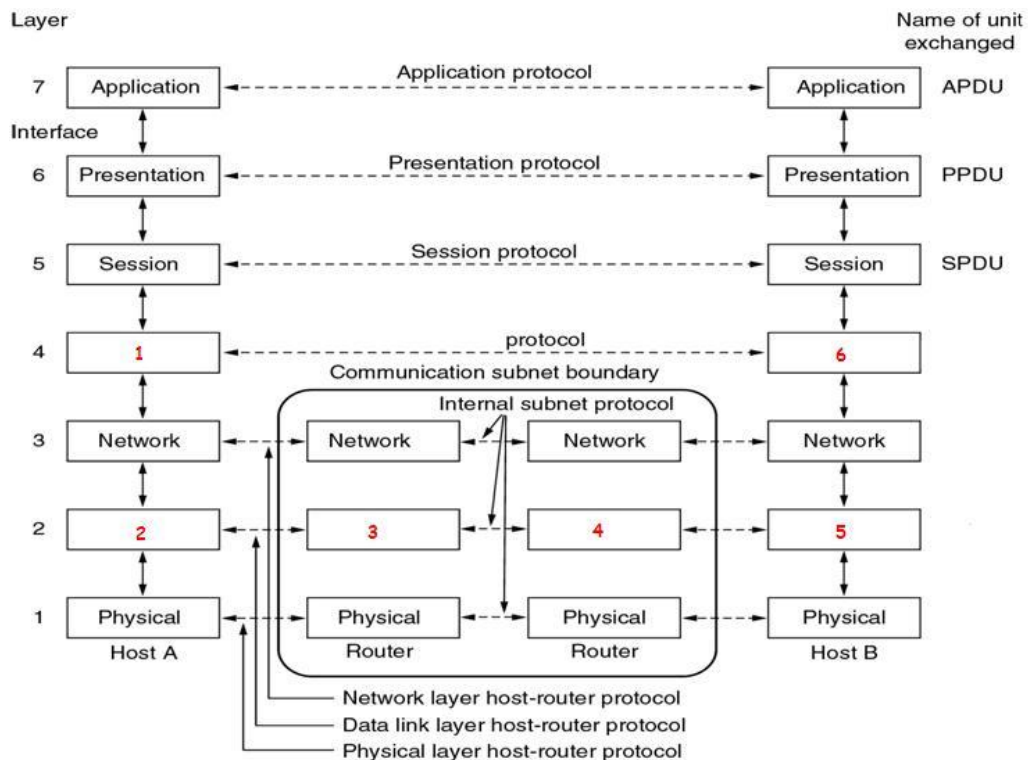 Layer
Name of unit
exchanged
7
Application
Application protocol
Application
APDU
Interface
6
Presentation
Presentation protocol
Presentation
PPDU
5
Session
Session protocol
Session
SPDU
4
1
protocol
6
Communication subnet boundary
Internal subnet protocol
3
Network
Network
Network
Network
2
2
3
4
5
1
Physical
Physical
Physical
Physical
Host A
Router
Router
Host B
Network layer host-router protocol
Data link layer host-router protocol
Physical layer host-router protocol